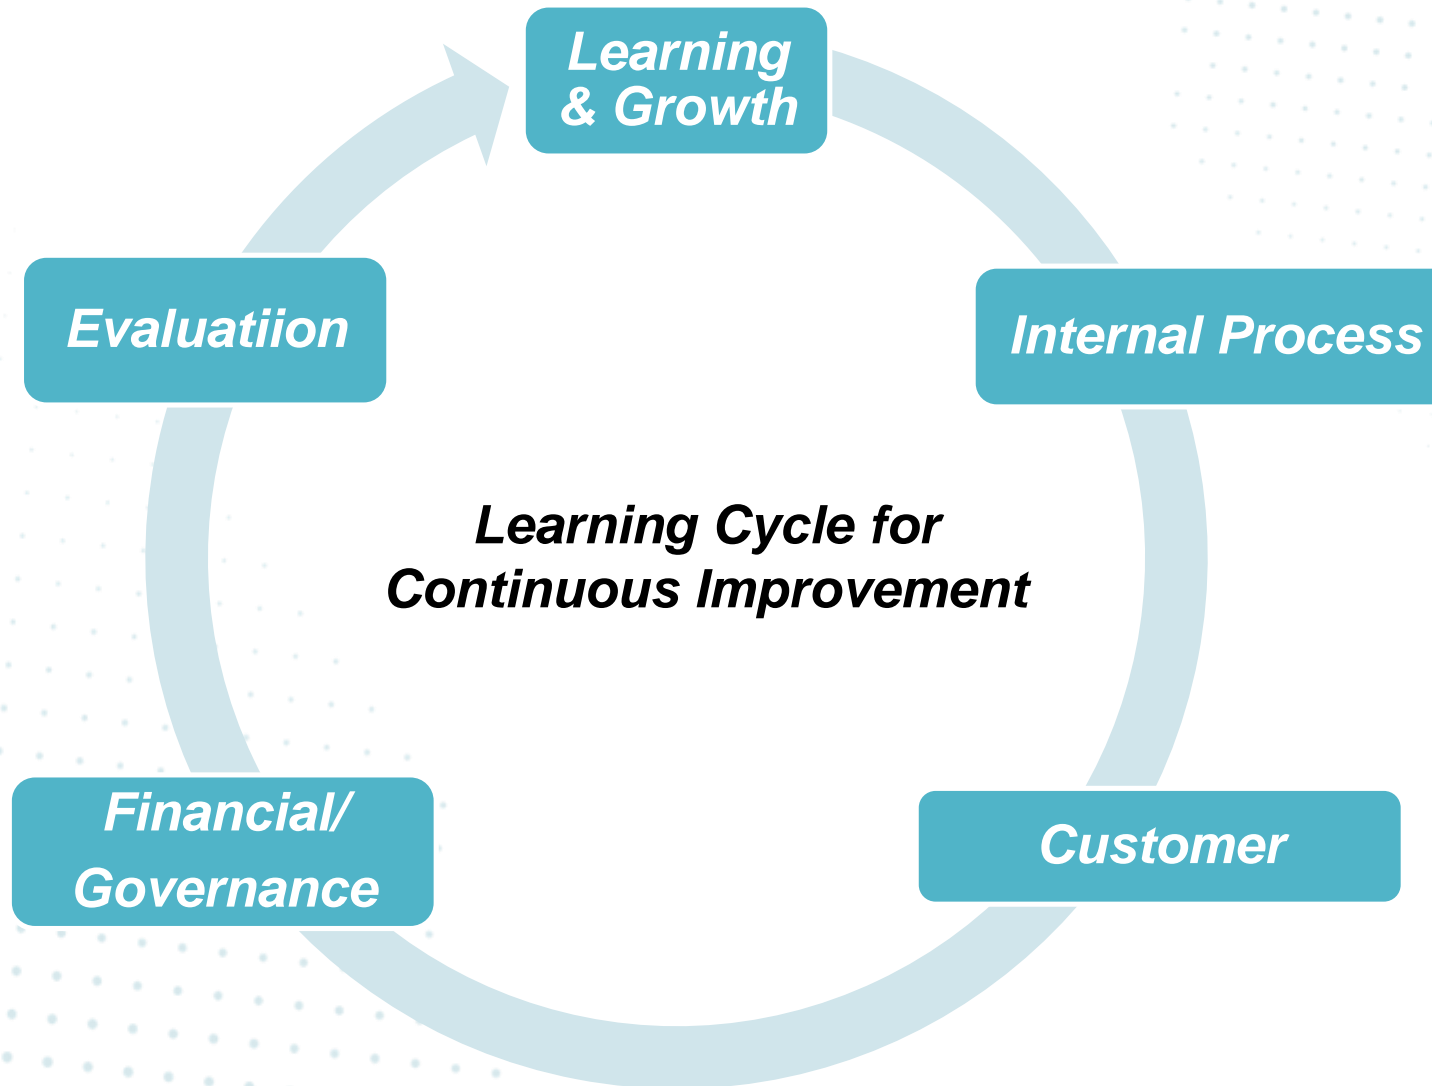 Learning
& Growth
Internal Process
Customer
Financial/
Governance
Evaluatiion
Learning Cycle for
Continuous Improvement